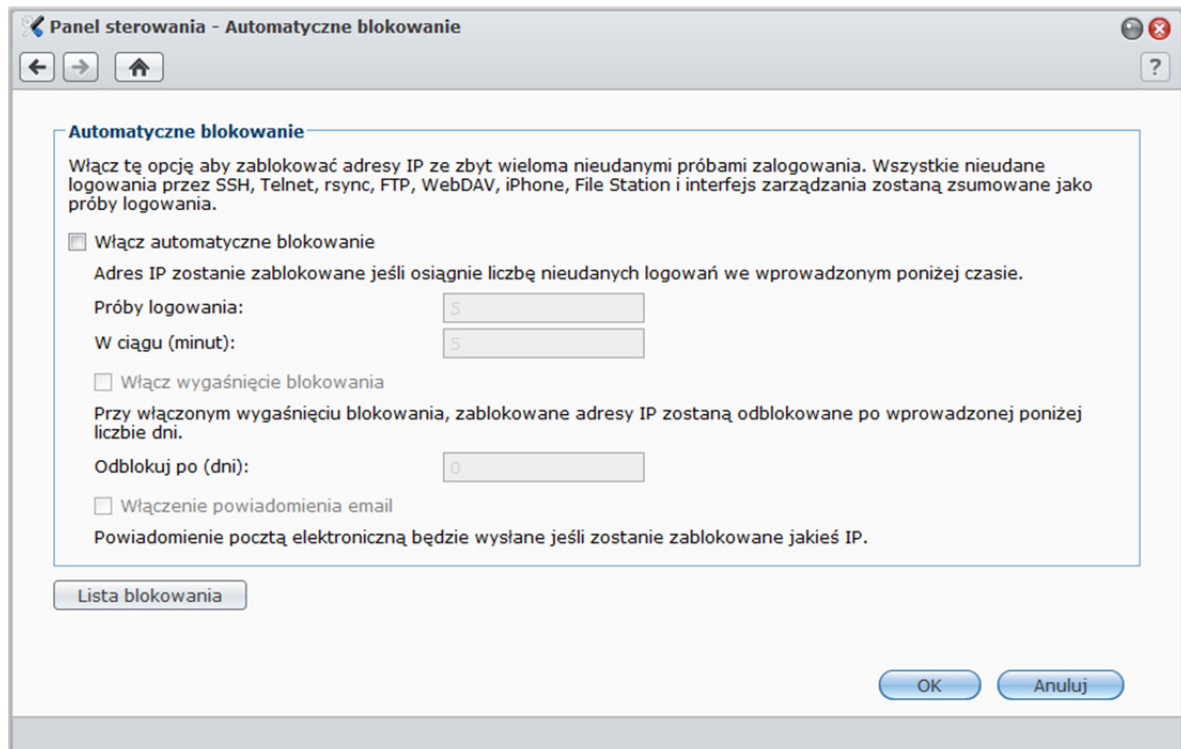 Panel sterowania - Automatyczne blokowanie
?
Automatyczne blokowanie
Włącz tę opcję aby zablokować adresy IP ze zbyt wieloma nieudanymi próbami zalogowania. Wszystkie nieudane
logowania przez SSH, Telnet, rsync, FTP, WebDAV, iPhone, File Station i interfejs zarządzania zostaną zsumowane jako
próby logowania.
Włącz automatyczne blokowanie
Adres IP zostanie zablokowane jeśli osiągnie liczbę nieudanych logowań we wprowadzonym poniżej czasie.
Próby logowania: 5
W ciągu (minut): 5
Włącz wygaśnięcie blokowania
Przy włączonym wygaśnięciu blokowania, zablokowane adresy IP zostaną odblokowane po wprowadzonej poniżej
liczbie dni.
Odblokuj po (dni): 0
Włączenie powiadomienia email
Powiadomienie pocztą elektroniczną będzie wysłane jeśli zostanie zablokowane jakieś IP.
Lista blokowania
OK Anuluj